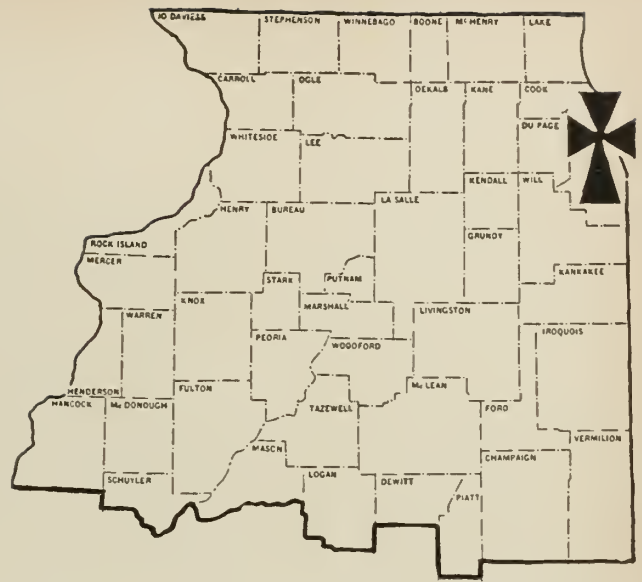 JO DAVIESS
STEPHENSON
WINNEBAGO
BOONE
McHENRY
LAKE
CARROLL
OGLE
DEKALB
KANE
COOK
DU PAGE
WHITESIDE
LEE
KENDALL
WILL
LA SALLE
HENRY
BUREAU
GRUNDY
ROCK ISLAND
MERCER
KANKAKEE
STARK
PUTNAM
KNOX
MARSHALL
LIVINGSTON
WARREN
IROQUOIS
PEORIA
WOODFORD
HENDERSON
FULTON
McLEAN
HANCOCK
McDONOUGH
TAZEWELL
FORD
VERMILION
MASON
CHAMPAIGN
SCHUYLER
LOGAN
DEWITT
PIATT